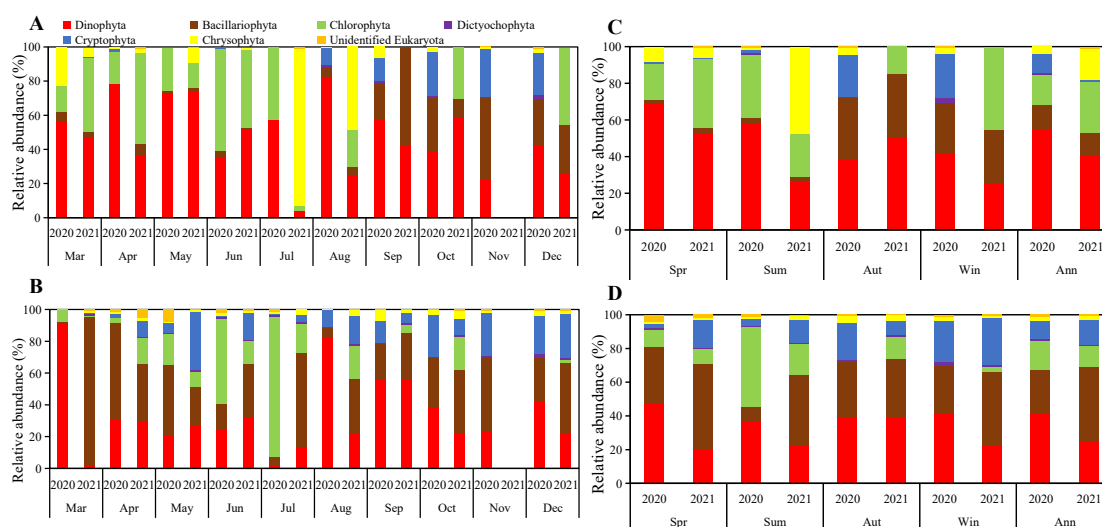 A
Dinophyta Bacillariophyta Chlorophyta Dictyochophyta
Cryptophyta Chrysophyta Unidentified Eukaryota
Relative abundance (%)
100
80
60
40
20
0
2020 2021 2020 2021 2020 2021 2020 2021 2020 2021 2020 2021 2020 2021 2020 2021 2020 2021 2020 2021
Mar Apr May Jun Jul Aug Sep Oct Nov Dec
B
Relative abundance (%)
100
80
60
40
20
0
2020 2021 2020 2021 2020 2021 2020 2021 2020 2021 2020 2021 2020 2021 2020 2021 2020 2021 2020 2021
Mar Apr May Jun Jul Aug Sep Oct Nov Dec
C
Relative abundance (%)
100
80
60
40
20
0
2020 2021 2020 2021 2020 2021 2020 2021 2020 2021
Spr Sum Aut Win Ann
D
Relative abundance (%)
100
80
60
40
20
0
2020 2021 2020 2021 2020 2021 2020 2021 2020 2021
Spr Sum Aut Win Ann